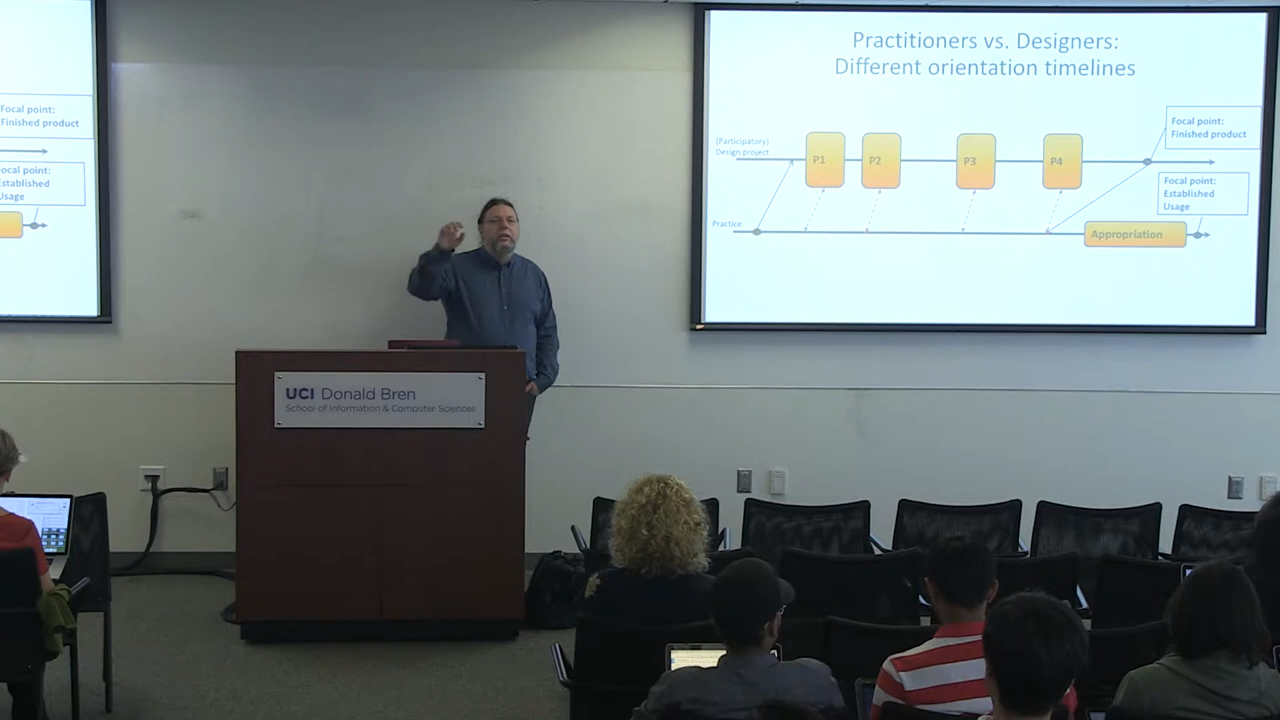 Focal point:
Finished product
Focal point:
Established
Usage
Practitioners vs. Designers:
Different orientation timelines
(Participatory)
Design project
P1
P2
P3
P4
Focal point:
Finished product
Focal point:
Established
Usage
Practice
Appropriation
UCI Donald Bren
School of Information & Computer Sciences